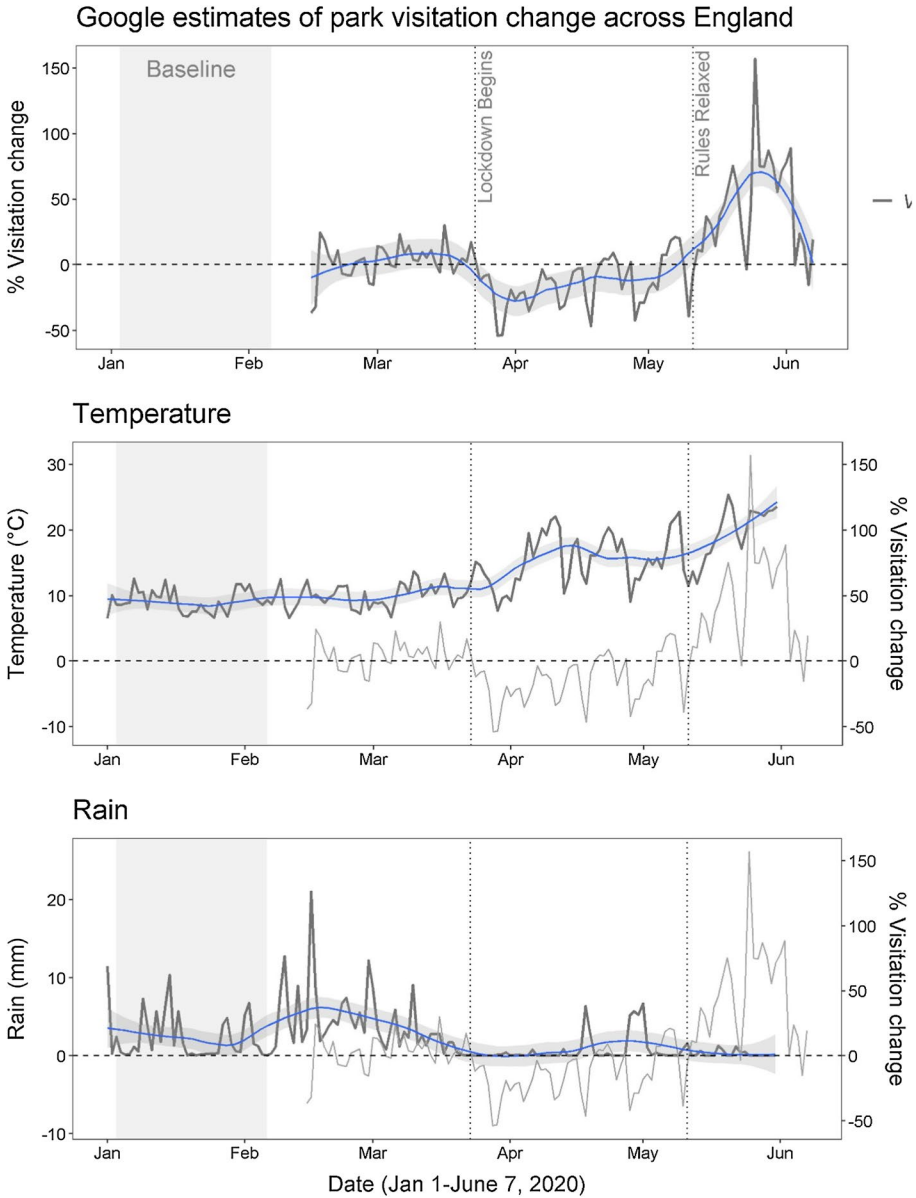 Google estimates of park visitation change across England
% Visitation change
150
100
50
0
-50
Baseline
Lockdown Begins
Rules Relaxed
Jan Feb Mar Apr May Jun
Temperature
Temperature (°C)
30
20
10
0
-10
150
100
50
0
-50
% Visitation change
Jan Feb Mar Apr May Jun
Rain
Rain (mm)
20
10
0
-10
150
100
50
0
-50
% Visitation change
Jan Feb Mar Apr May Jun
Date (Jan 1-June 7, 2020)